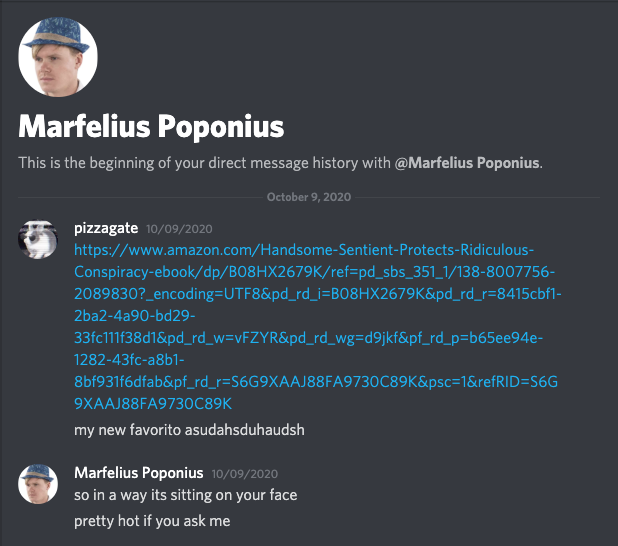 Marfelius Poponius
This is the beginning of your direct message history with @Marfelius Poponius.
October 9, 2020
pizzagate 10/09/2020
https://www.amazon.com/Handsome-Sentient-Protects-Ridiculous-
Conspiracy-ebook/dp/B08HX2679K/ref=pd_sbs_351_1/138-8007756-
2089830?_encoding=UTF8&pd_rd_i=B08HX2679K&pd_rd_r=8415cbf1-
2ba2-4a90-bd29-
33fc111f38d1&pd_rd_w=vFZYR&pd_rd_wg=d9jkf&pf_rd_p=b65ee94e-
1282-43fc-a8b1-
8bf931f6dfab&pf_rd_r=S6G9XAAJ88FA9730C89K&psc=1&refRID=S6G
9XAAJ88FA9730C89K
my new favorito asudahsduhaudsh
Marfelius Poponius 10/09/2020
so in a way its sitting on your face
pretty hot if you ask me